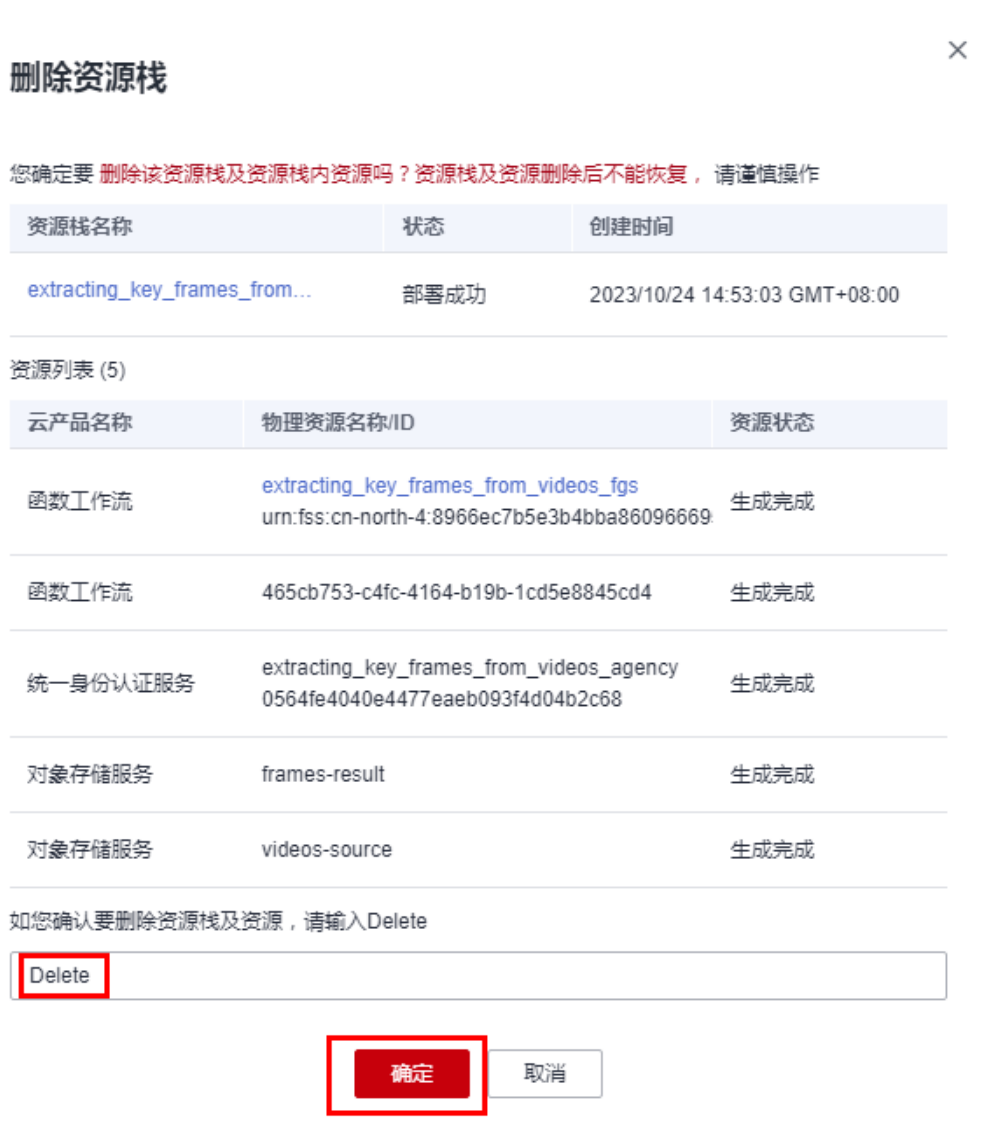 删除资源栈
您确定要 删除该资源栈及资源栈内资源吗？资源栈及资源删除后不能恢复， 请谨慎操作
资源栈名称 状态 创建时间
extracting_key_frames_from... 部署成功 2023/10/24 14:53:03 GMT+08:00
资源列表 (5)
云产品名称 物理资源名称/ID 资源状态
函数工作流 extracting_key_frames_from_videos_fgs 生成完成
urn:fss:cn-north-4:8966ec7b5e3b4bba86096669
函数工作流 465cb753-c4fc-4164-b19b-1cd5e8845cd4 生成完成
统一身份认证服务 extracting_key_frames_from_videos_agency 生成完成
0564fe4040e4477eaeb093f4d04b2c68
对象存储服务 frames-result 生成完成
对象存储服务 videos-source 生成完成
如您确认要删除资源栈及资源，请输入Delete
Delete
确定 取消